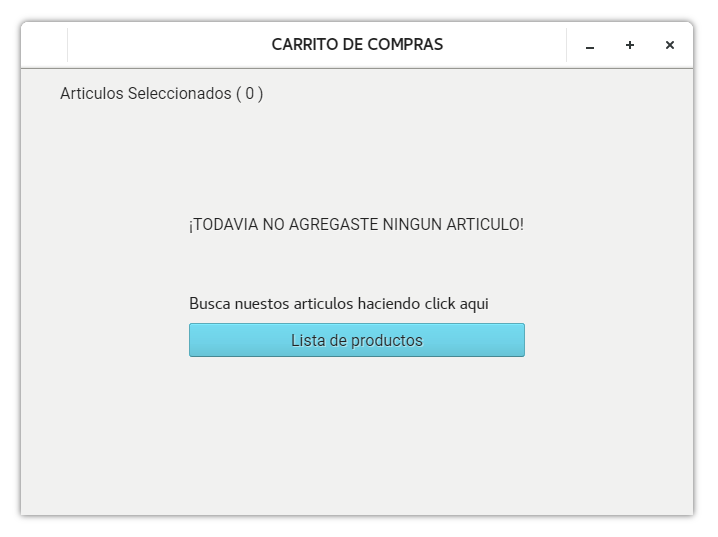 CARRITO DE COMPRAS
Articulos Seleccionados ( 0 )
¡TODAVIA NO AGREGASTE NINGUN ARTICULO!
Busca nuestos articulos haciendo click aqui
Lista de productos